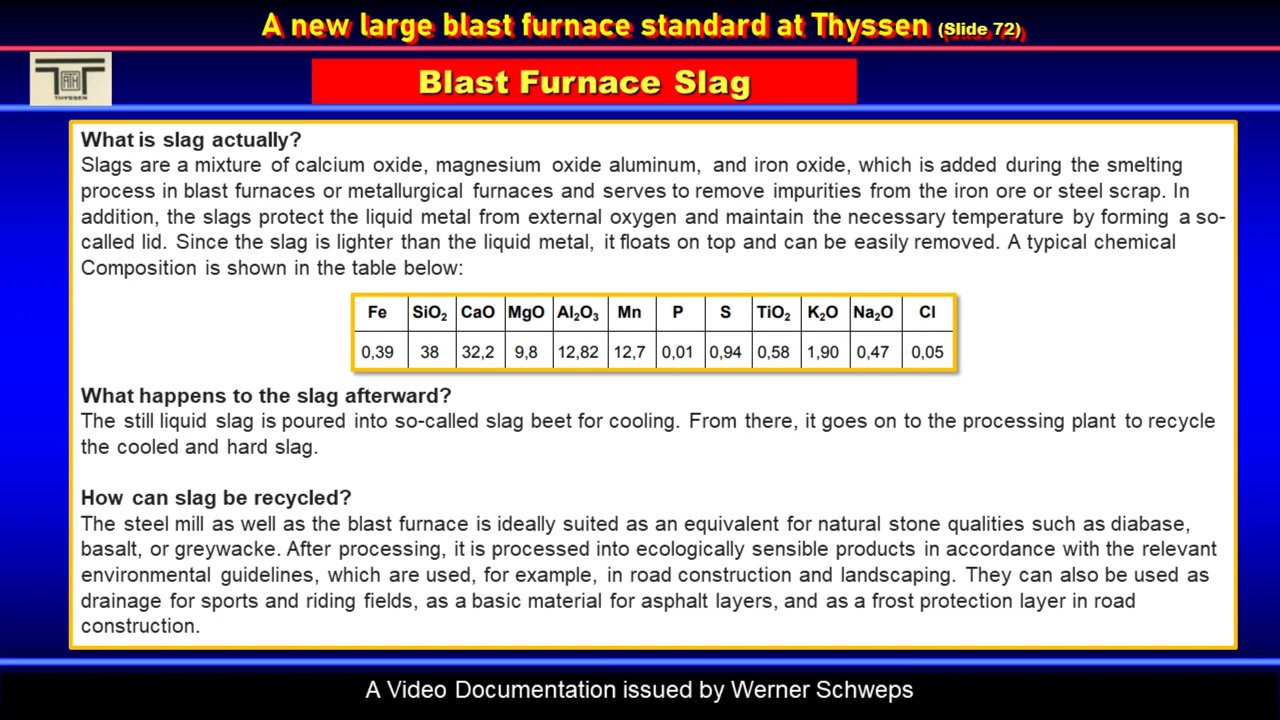 A new large blast furnace standard at Thyssen (Slide 72)
ATH
THYSSEN
Blast Furnace Slag
What is slag actually?
Slags are a mixture of calcium oxide, magnesium oxide aluminum, and iron oxide, which is added during the smelting
process in blast furnaces or metallurgical furnaces and serves to remove impurities from the iron ore or steel scrap. In
addition, the slags protect the liquid metal from external oxygen and maintain the necessary temperature by forming a so-
called lid. Since the slag is lighter than the liquid metal, it floats on top and can be easily removed. A typical chemical
Composition is shown in the table below:
Fe SiO₂ CaO MgO Al₂O₃ Mn P S TiO₂ K₂O Na₂O Cl
0,39 38 32,2 9,8 12,82 12,7 0,01 0,94 0,58 1,90 0,47 0,05
What happens to the slag afterward?
The still liquid slag is poured into so-called slag beet for cooling. From there, it goes on to the processing plant to recycle
the cooled and hard slag.
How can slag be recycled?
The steel mill as well as the blast furnace is ideally suited as an equivalent for natural stone qualities such as diabase,
basalt, or greywacke. After processing, it is processed into ecologically sensible products in accordance with the relevant
environmental guidelines, which are used, for example, in road construction and landscaping. They can also be used as
drainage for sports and riding fields, as a basic material for asphalt layers, and as a frost protection layer in road
construction.
A Video Documentation issued by Werner Schweps